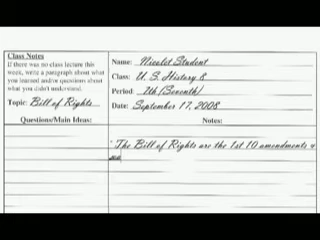 Class Notes
If there was no class lecture this
week, write a paragraph about what
you learned and/or questions about
what you didn't understand.
Topic: Bill of Rights
Name: Nicolet Student
Class: U. S. History 8
Period: 7th (Seventh)
Date: September 17, 2008
Questions/Main Ideas:
Notes:
The Bill of Rights are the 1st 10 amendments